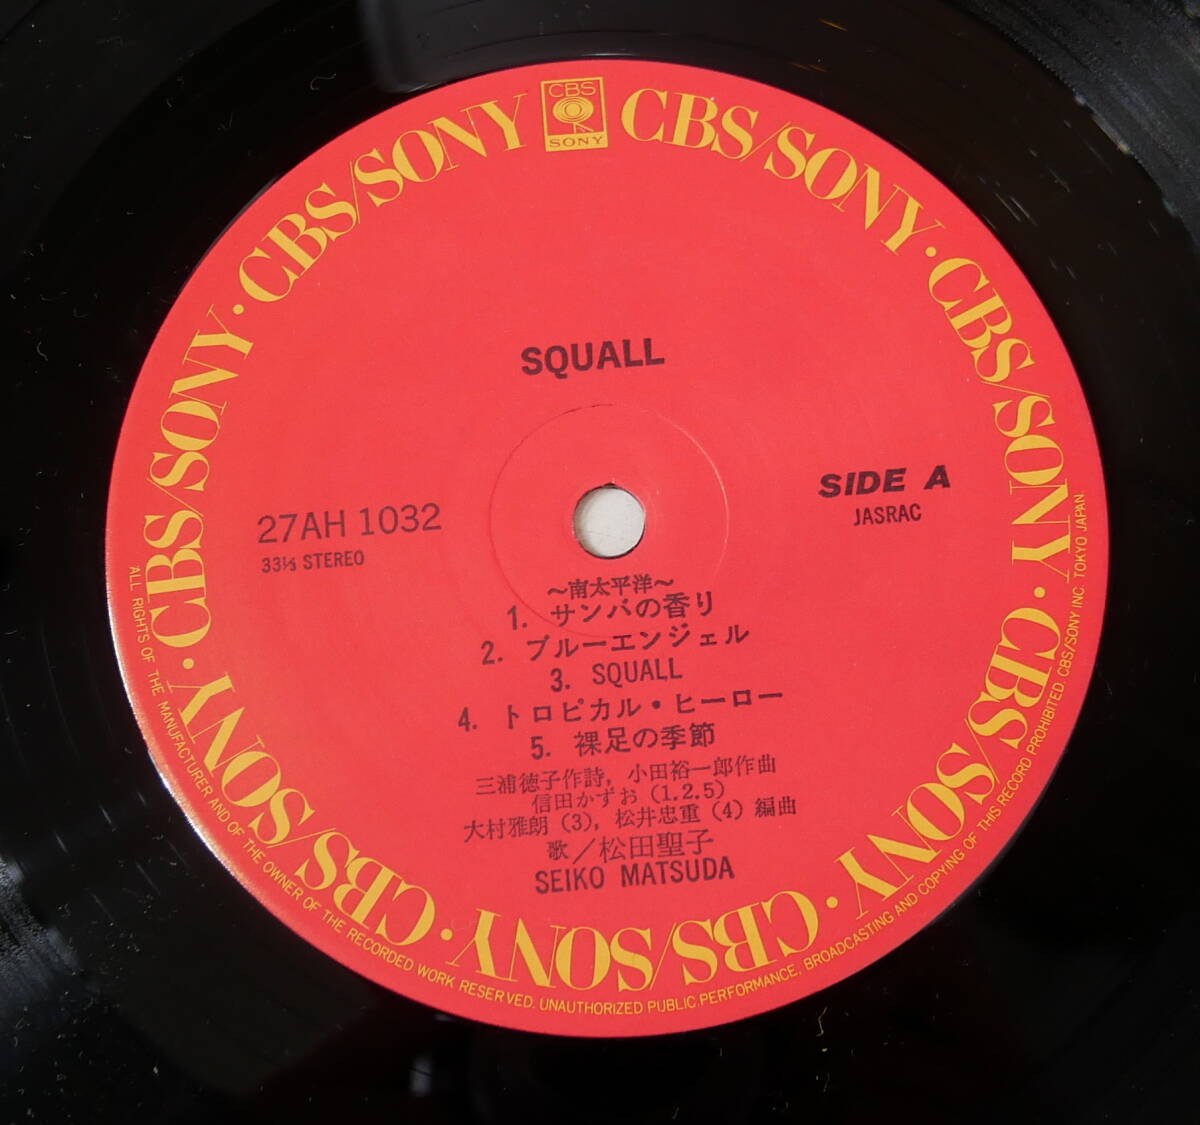 CBS
SONY
CBS/SONY · CBS/SONY · CBS/SONY · CBS/SONY · CBS/SONY · CBS/SONY · CBS/SONY · CBS/SONY
SQUALL
27AH 1032
33⅓ STEREO
SIDE A
JASRAC
～南太平洋～
1. サンバの香り
2. ブルーエンジェル
3. SQUALL
4. トロピカル・ヒーロー
5. 裸足の季節
三浦徳子作詩, 小田裕一郎作曲
信田かずお (1.2.5)
大村雅朗 (3), 松井忠重 (4) 編曲
歌／松田聖子
SEIKO MATSUDA
ALL RIGHTS OF THE MANUFACTURER AND OF THE OWNER OF THE RECORDED WORK RESERVED. UNAUTHORIZED PUBLIC PERFORMANCE, BROADCASTING AND COPYING OF THIS RECORD PROHIBITED. CBS/SONY INC. TOKYO JAPAN.